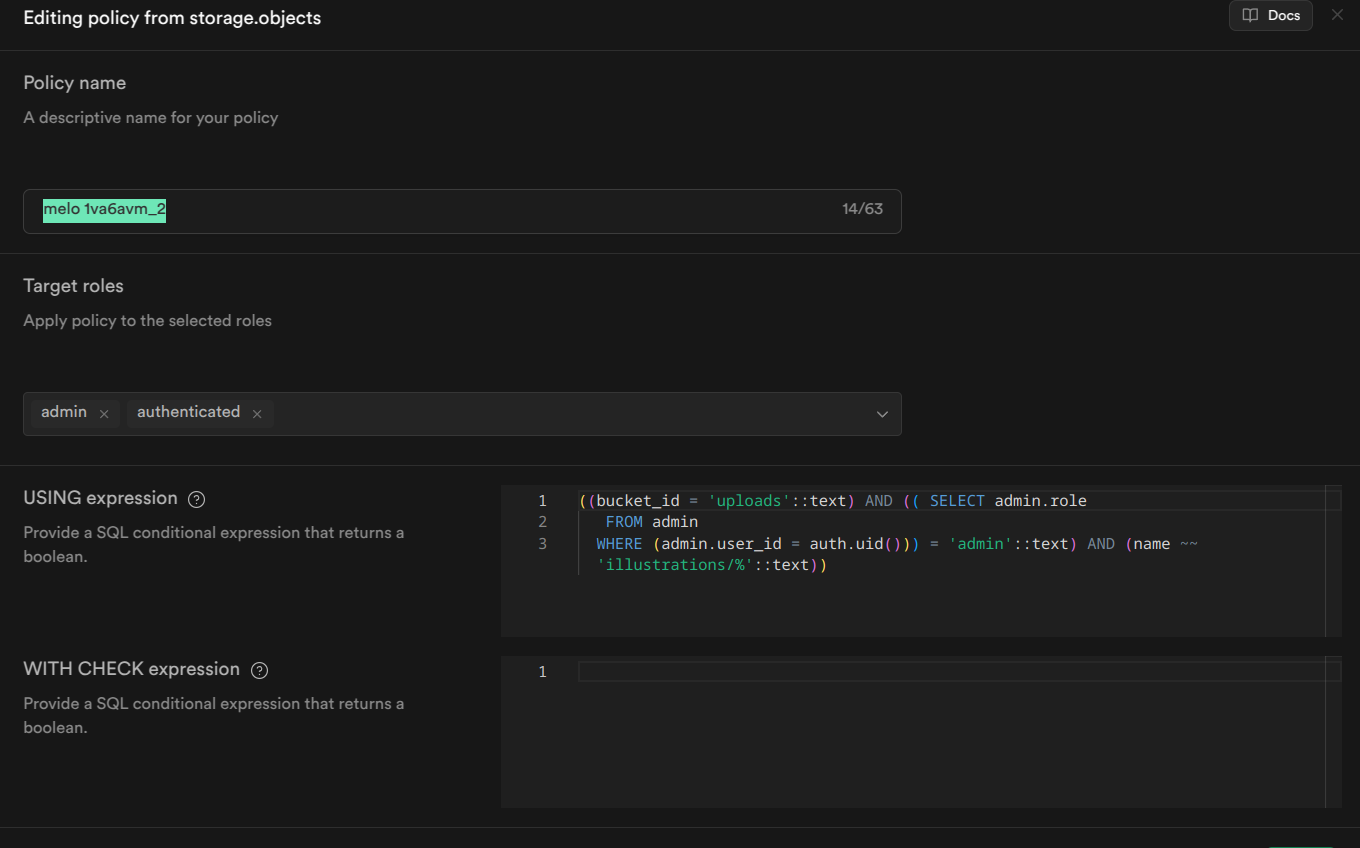 Editing policy from storage.objects
Docs
Policy name
A descriptive name for your policy
melo 1va6avm_2
14/63
Target roles
Apply policy to the selected roles
admin
authenticated
USING expression
Provide a SQL conditional expression that returns a
boolean.
1 ((bucket_id = 'uploads'::text) AND (( SELECT admin.role
2 FROM admin
3 WHERE (admin.user_id = auth.uid())) = 'admin'::text) AND (name ~~
'illustrations/%'::text))
WITH CHECK expression
Provide a SQL conditional expression that returns a
boolean.
1